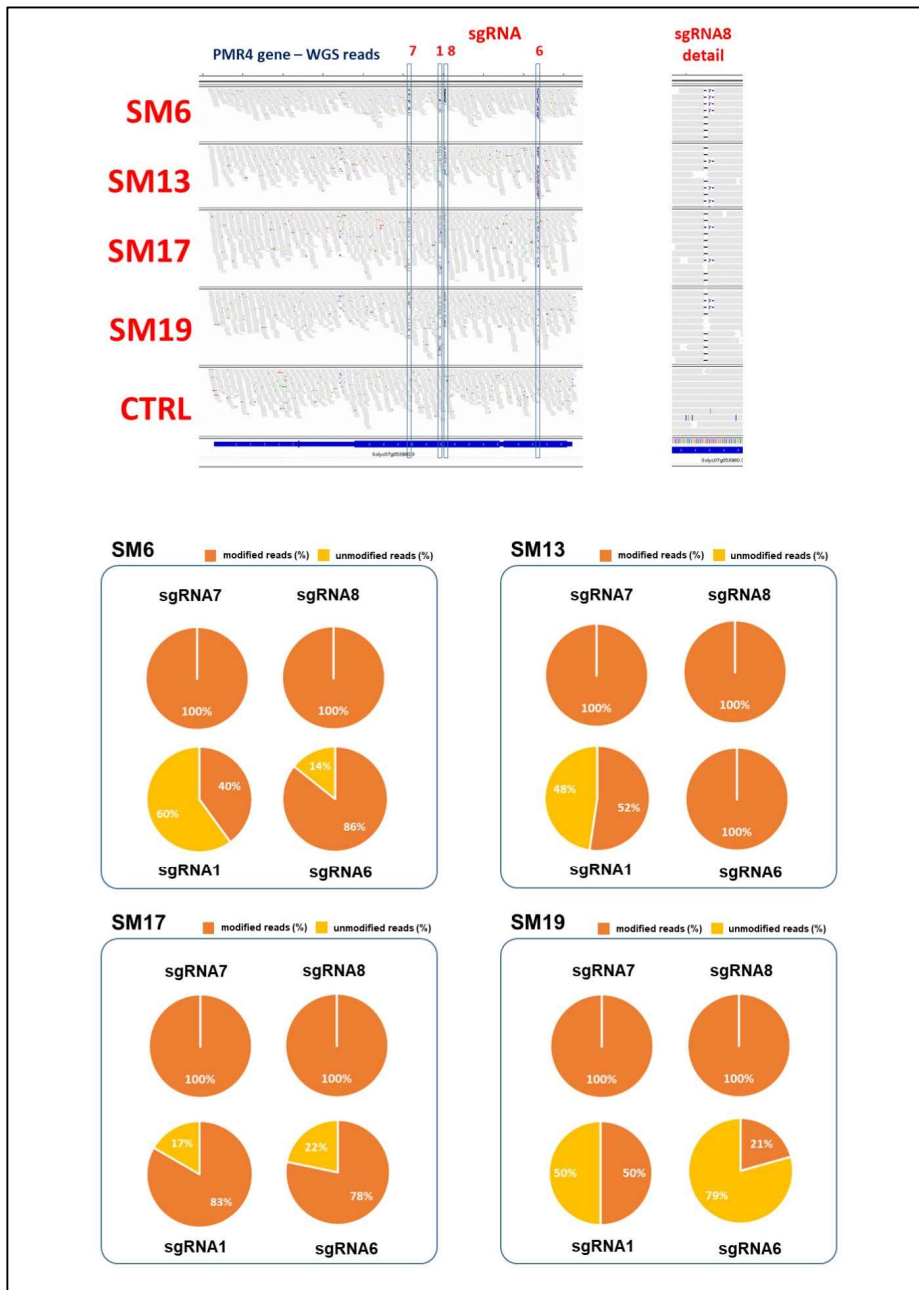 sgRNA
PMR4 gene – WGS reads
7 1 8 6
sgRNA8
detail
SM6
SM13
SM17
SM19
CTRL
SM6
modified reads (%) unmodified reads (%)
sgRNA7 sgRNA8
100% 100%
40% 60%
14% 86%
sgRNA1 sgRNA6
SM13
modified reads (%) unmodified reads (%)
sgRNA7 sgRNA8
100% 100%
48% 52%
100%
sgRNA1 sgRNA6
SM17
modified reads (%) unmodified reads (%)
sgRNA7 sgRNA8
100% 100%
17% 83%
22% 78%
sgRNA1 sgRNA6
SM19
modified reads (%) unmodified reads (%)
sgRNA7 sgRNA8
100% 100%
50% 50%
21% 79%
sgRNA1 sgRNA6